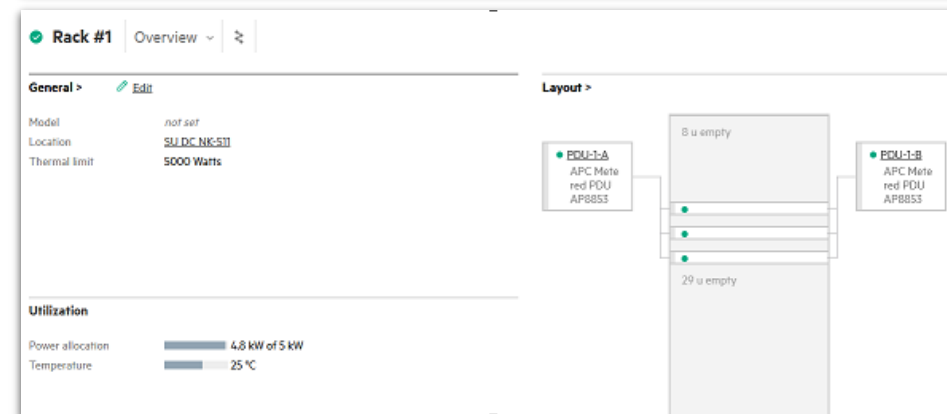 Rack #1 Overview
General > Edit
Model not set
Location SU DC NK-511
Thermal limit 5000 Watts
Utilization
Power allocation 4.8 kW of 5 kW
Temperature 25 °C
Layout >
8 u empty
PDU-1-A
APC Mete
red PDU
AP8853
PDU-1-B
APC Mete
red PDU
AP8853
29 u empty